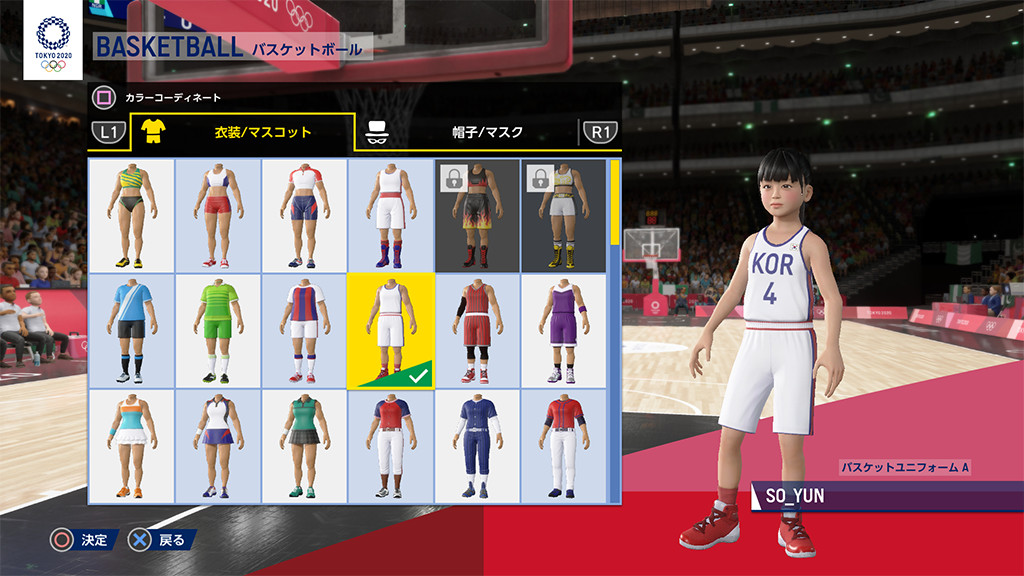 TOKYO 2020
BASKETBALL バスケットボール
カラーコーディネート
L1
衣装/マスコット
帽子/マスク
R1
KOR
4
バスケットユニフォーム A
SO_YUN
決定
戻る